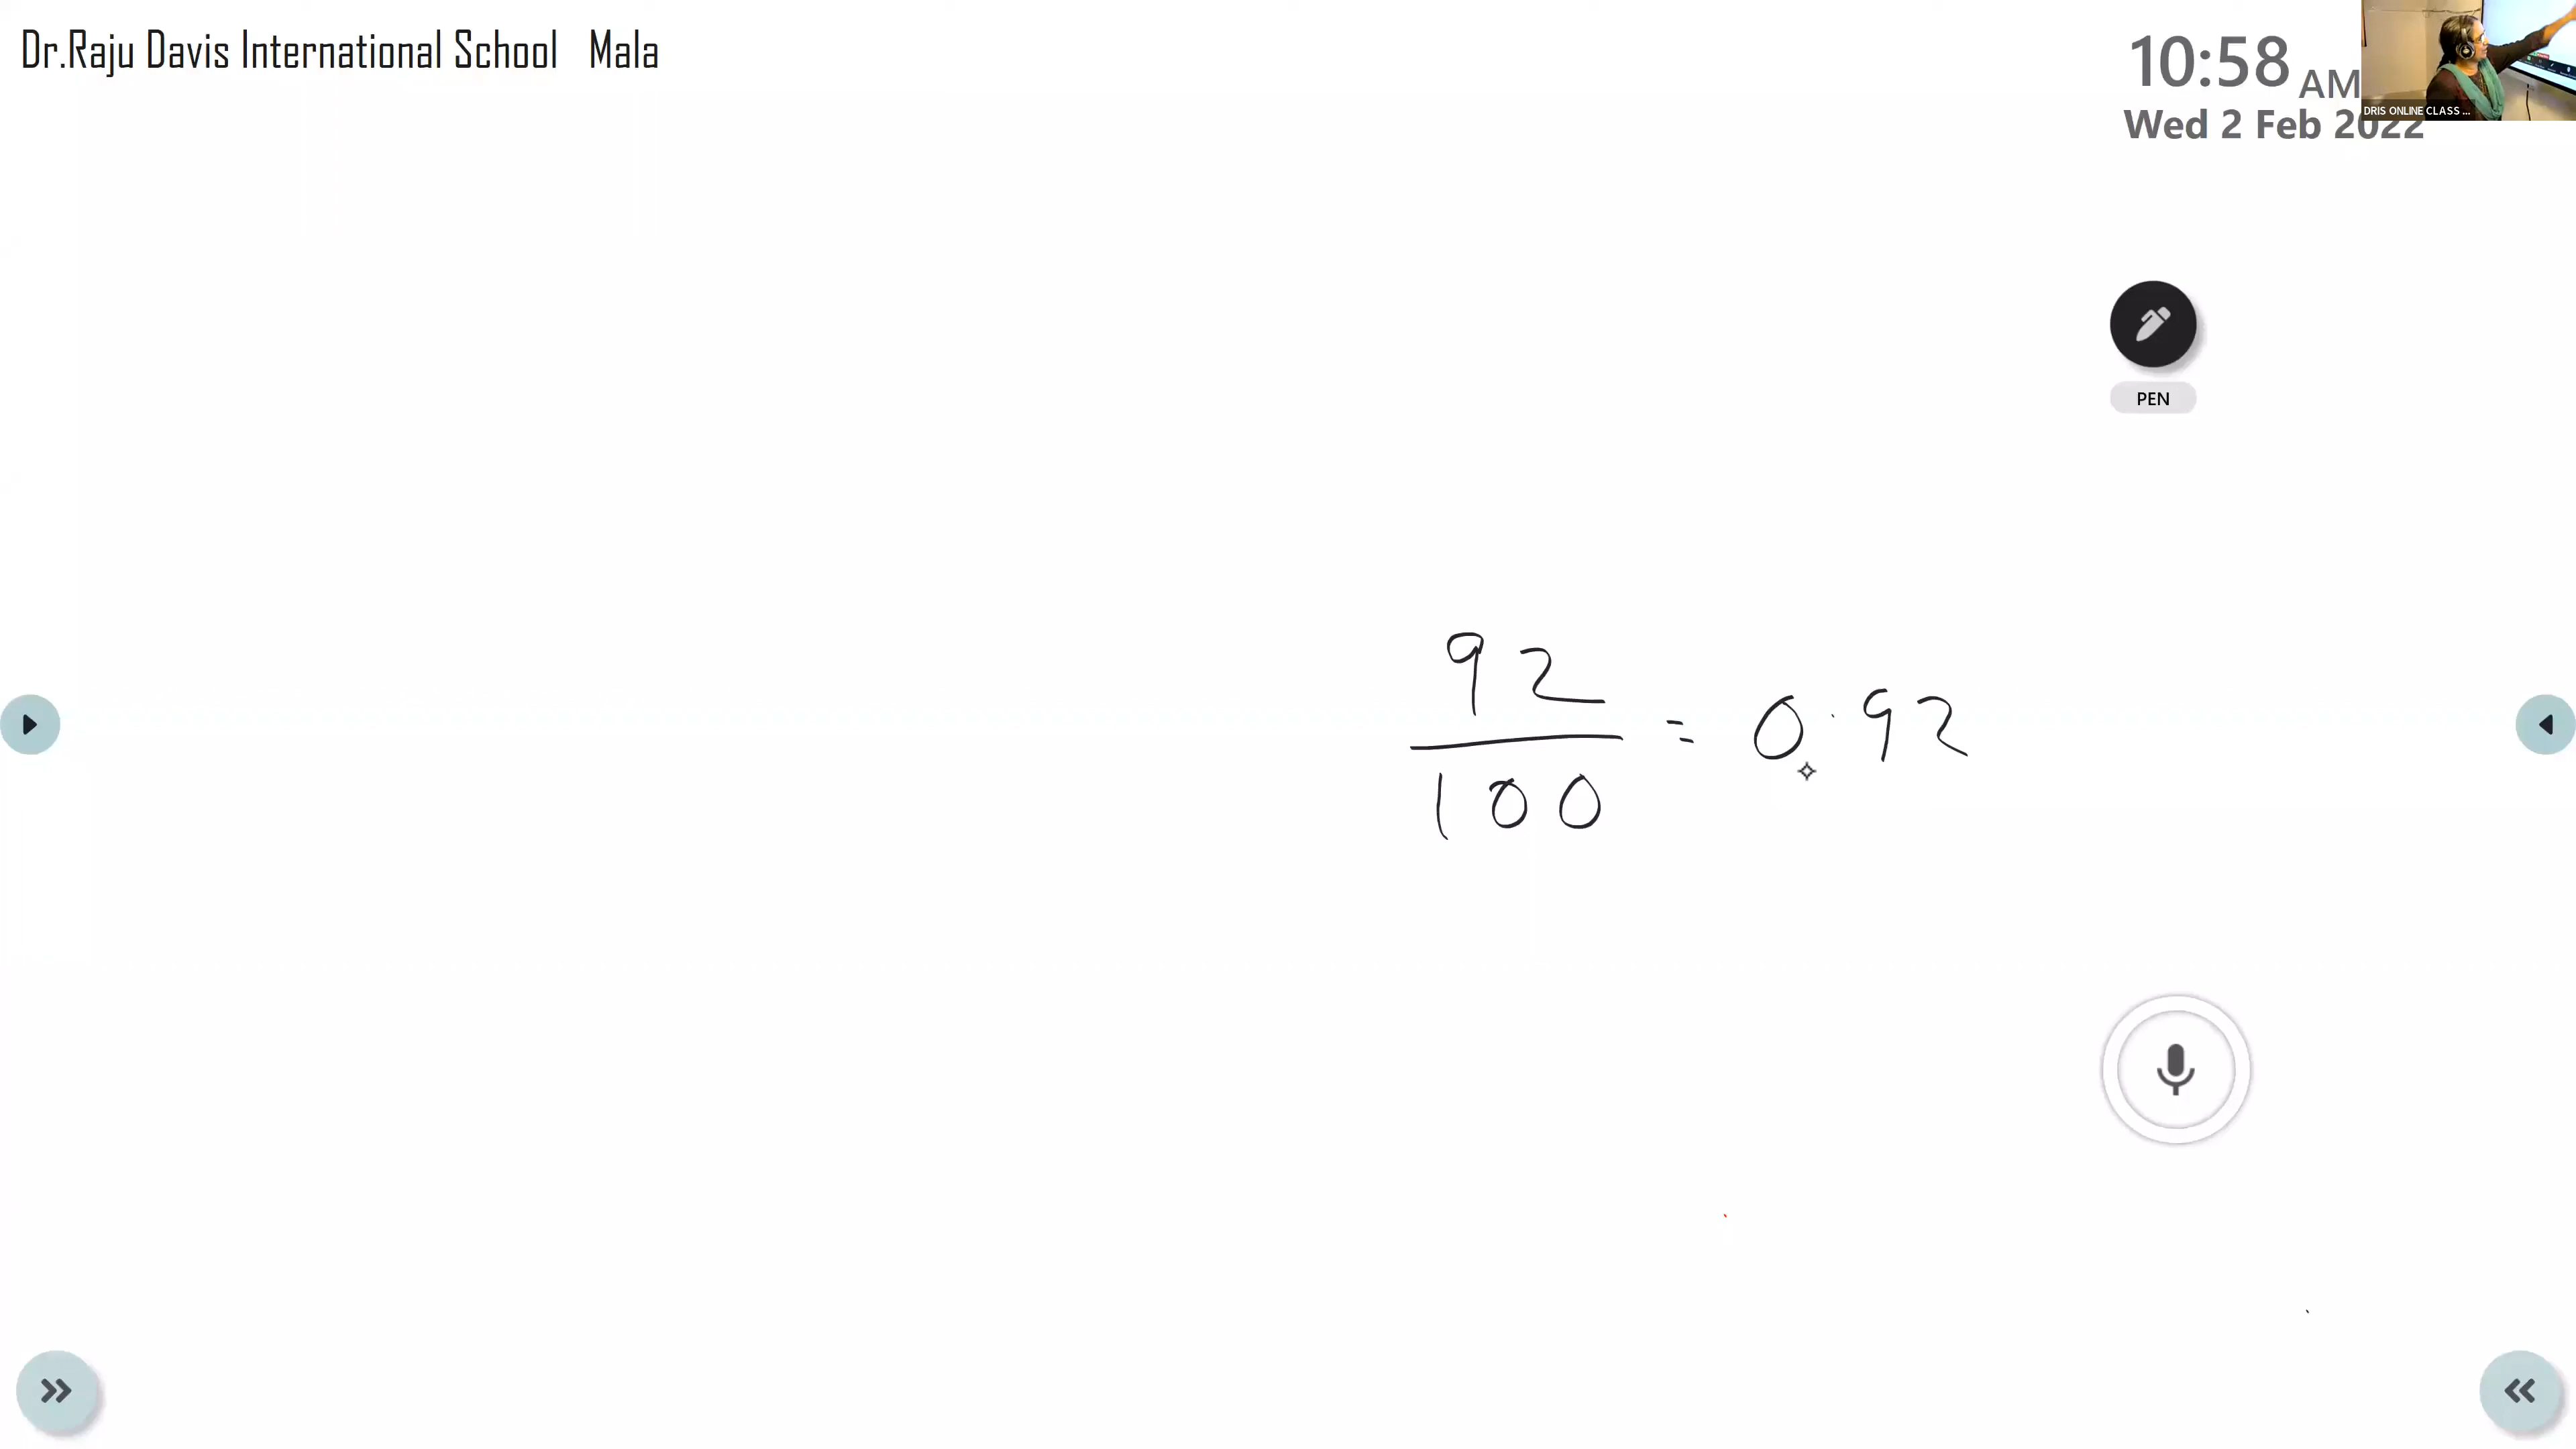 Dr.Raju Davis International School Mala
10:58 AM
Wed 2 Feb 2022
DRIS ONLINE CLASS ...
PEN
92
100
= 0.92